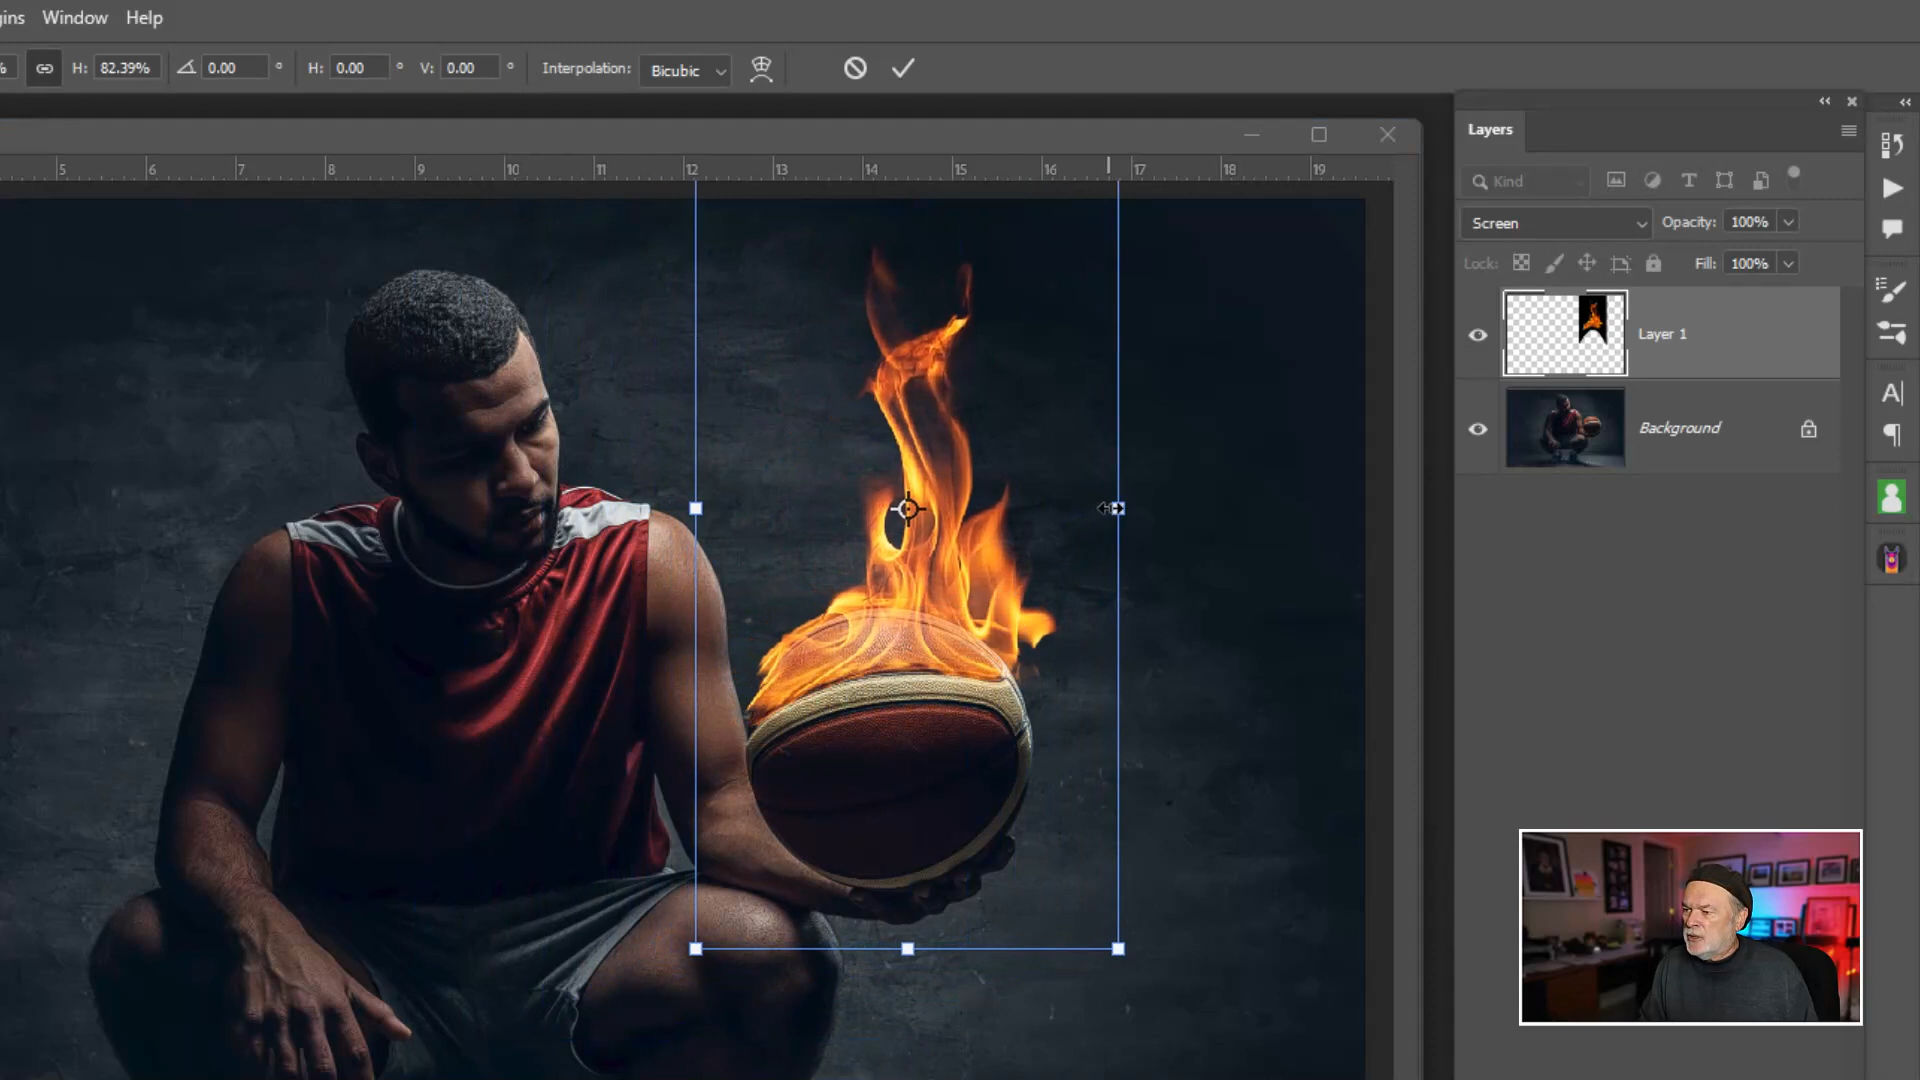 gins Window Help
% H: 82.39% 0.00 ° H: 0.00 ° V: 0.00 ° Interpolation: Bicubic
Layers
5 6 7 8 9 10 11 12 13 14 15 16 17 18 19
Kind
Screen Opacity: 100%
Lock: Fill: 100%
Layer 1
Background